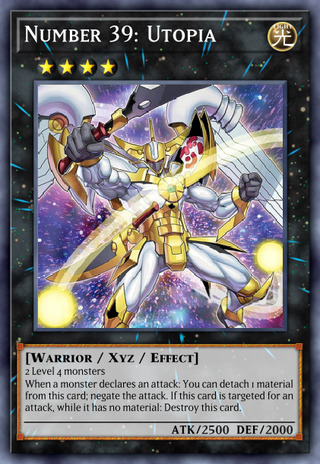 Number 39: Utopia
LIGHT
光
[Warrior / Xyz / Effect]
2 Level 4 monsters
When a monster declares an attack: You can detach 1 material
from this card; negate the attack. If this card is targeted for an
attack, while it has no material: Destroy this card.
ATK/2500 DEF/2000